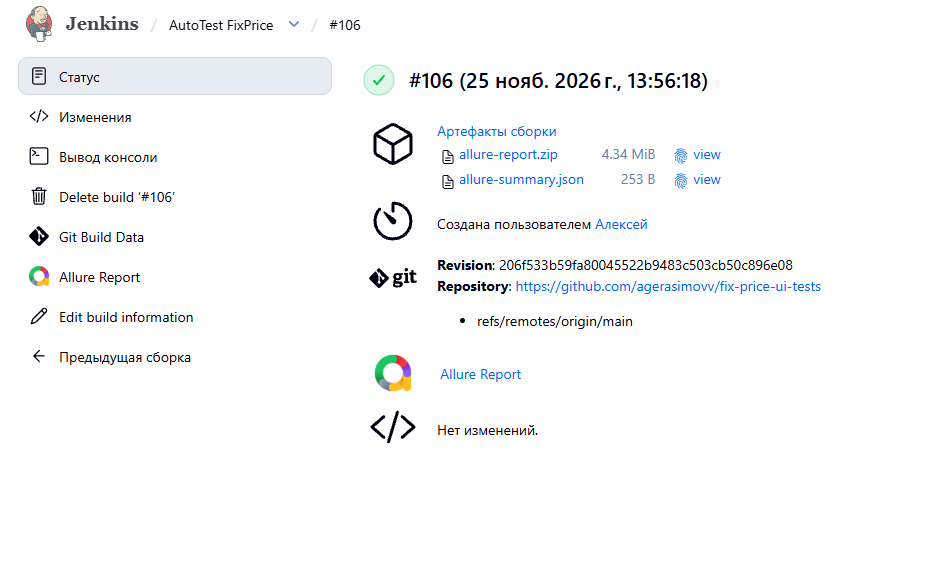 Jenkins / AutoTest FixPrice / #106
Статус
Изменения
Вывод консоли
Delete build ‘#106’
Git Build Data
Allure Report
Edit build information
Предыдущая сборка
#106 (25 нояб. 2026 г., 13:56:18)
Артефакты сборки
allure-report.zip 4.34 MiB view
allure-summary.json 253 B view
Создана пользователем Алексей
git
Revision: 206f533b59fa80045522b9483c503cb50c896e08
Repository: https://github.com/agerasimovv/fix-price-ui-tests
• refs/remotes/origin/main
Allure Report
Нет изменений.